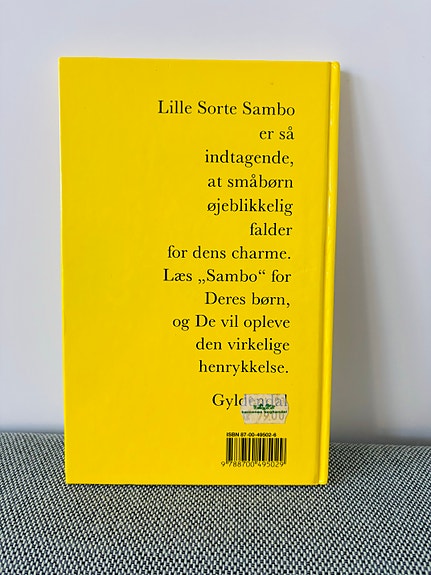 Lille Sorte Sambo
er så
indtagende,
at småbørn
øjeblikkelig
falder
for dens charme.
Læs „Sambo“ for
Deres børn,
og De vil opleve
den virkelige
henrykkelse.
Gyldendal
ISBN 87-00-49502-6
9 788700 495029